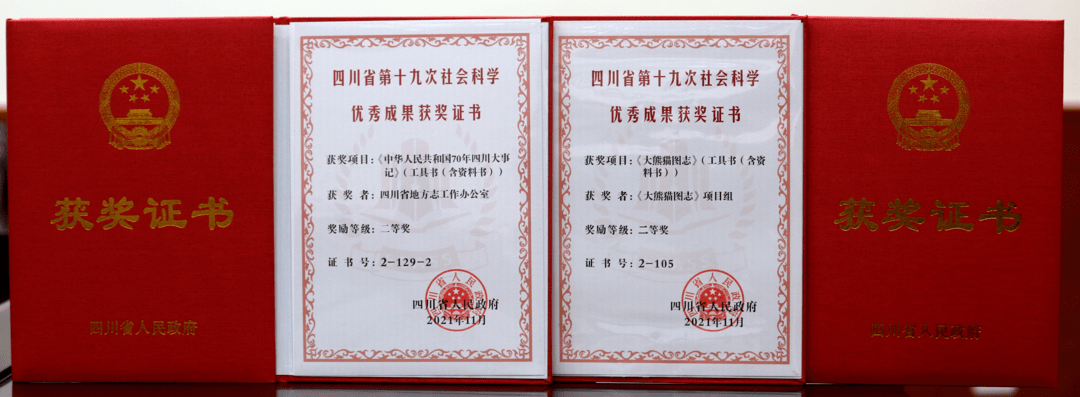 获奖证书
四川省人民政府
四川省第十九次社会科学
优秀成果获奖证书
获奖项目：《中华人民共和国70年四川大事
记》（工具书（含资料书））
获奖者：四川省地方志工作办公室
奖励等级：二等奖
证书号：2-129-2
四川省人民政府
2021年11月
四川省第十九次社会科学
优秀成果获奖证书
获奖项目：《大熊猫图志》（工具书（含资
料书））
获奖者：《大熊猫图志》项目组
奖励等级：二等奖
证书号：2-105
四川省人民政府
2021年11月
获奖证书
四川省人民政府